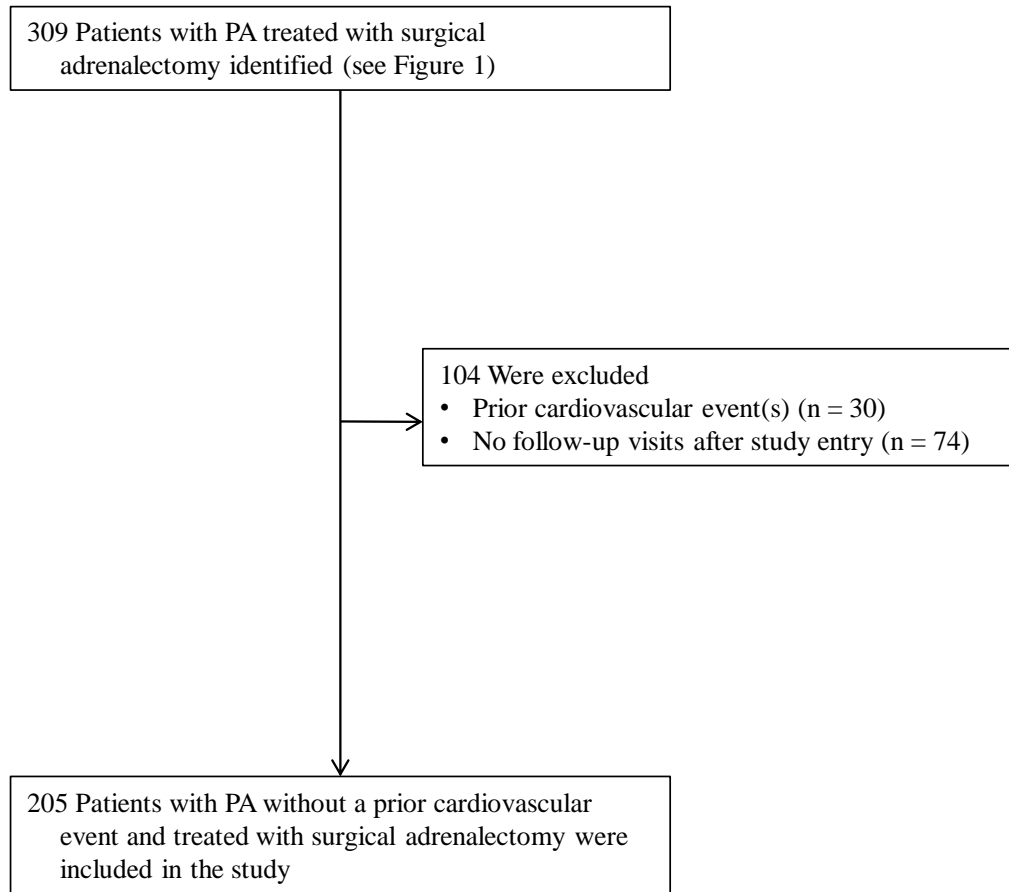 309 Patients with PA treated with surgical
adrenalectomy identified (see Figure 1)
104 Were excluded
• Prior cardiovascular event(s) (n = 30)
• No follow-up visits after study entry (n = 74)
205 Patients with PA without a prior cardiovascular
event and treated with surgical adrenalectomy were
included in the study